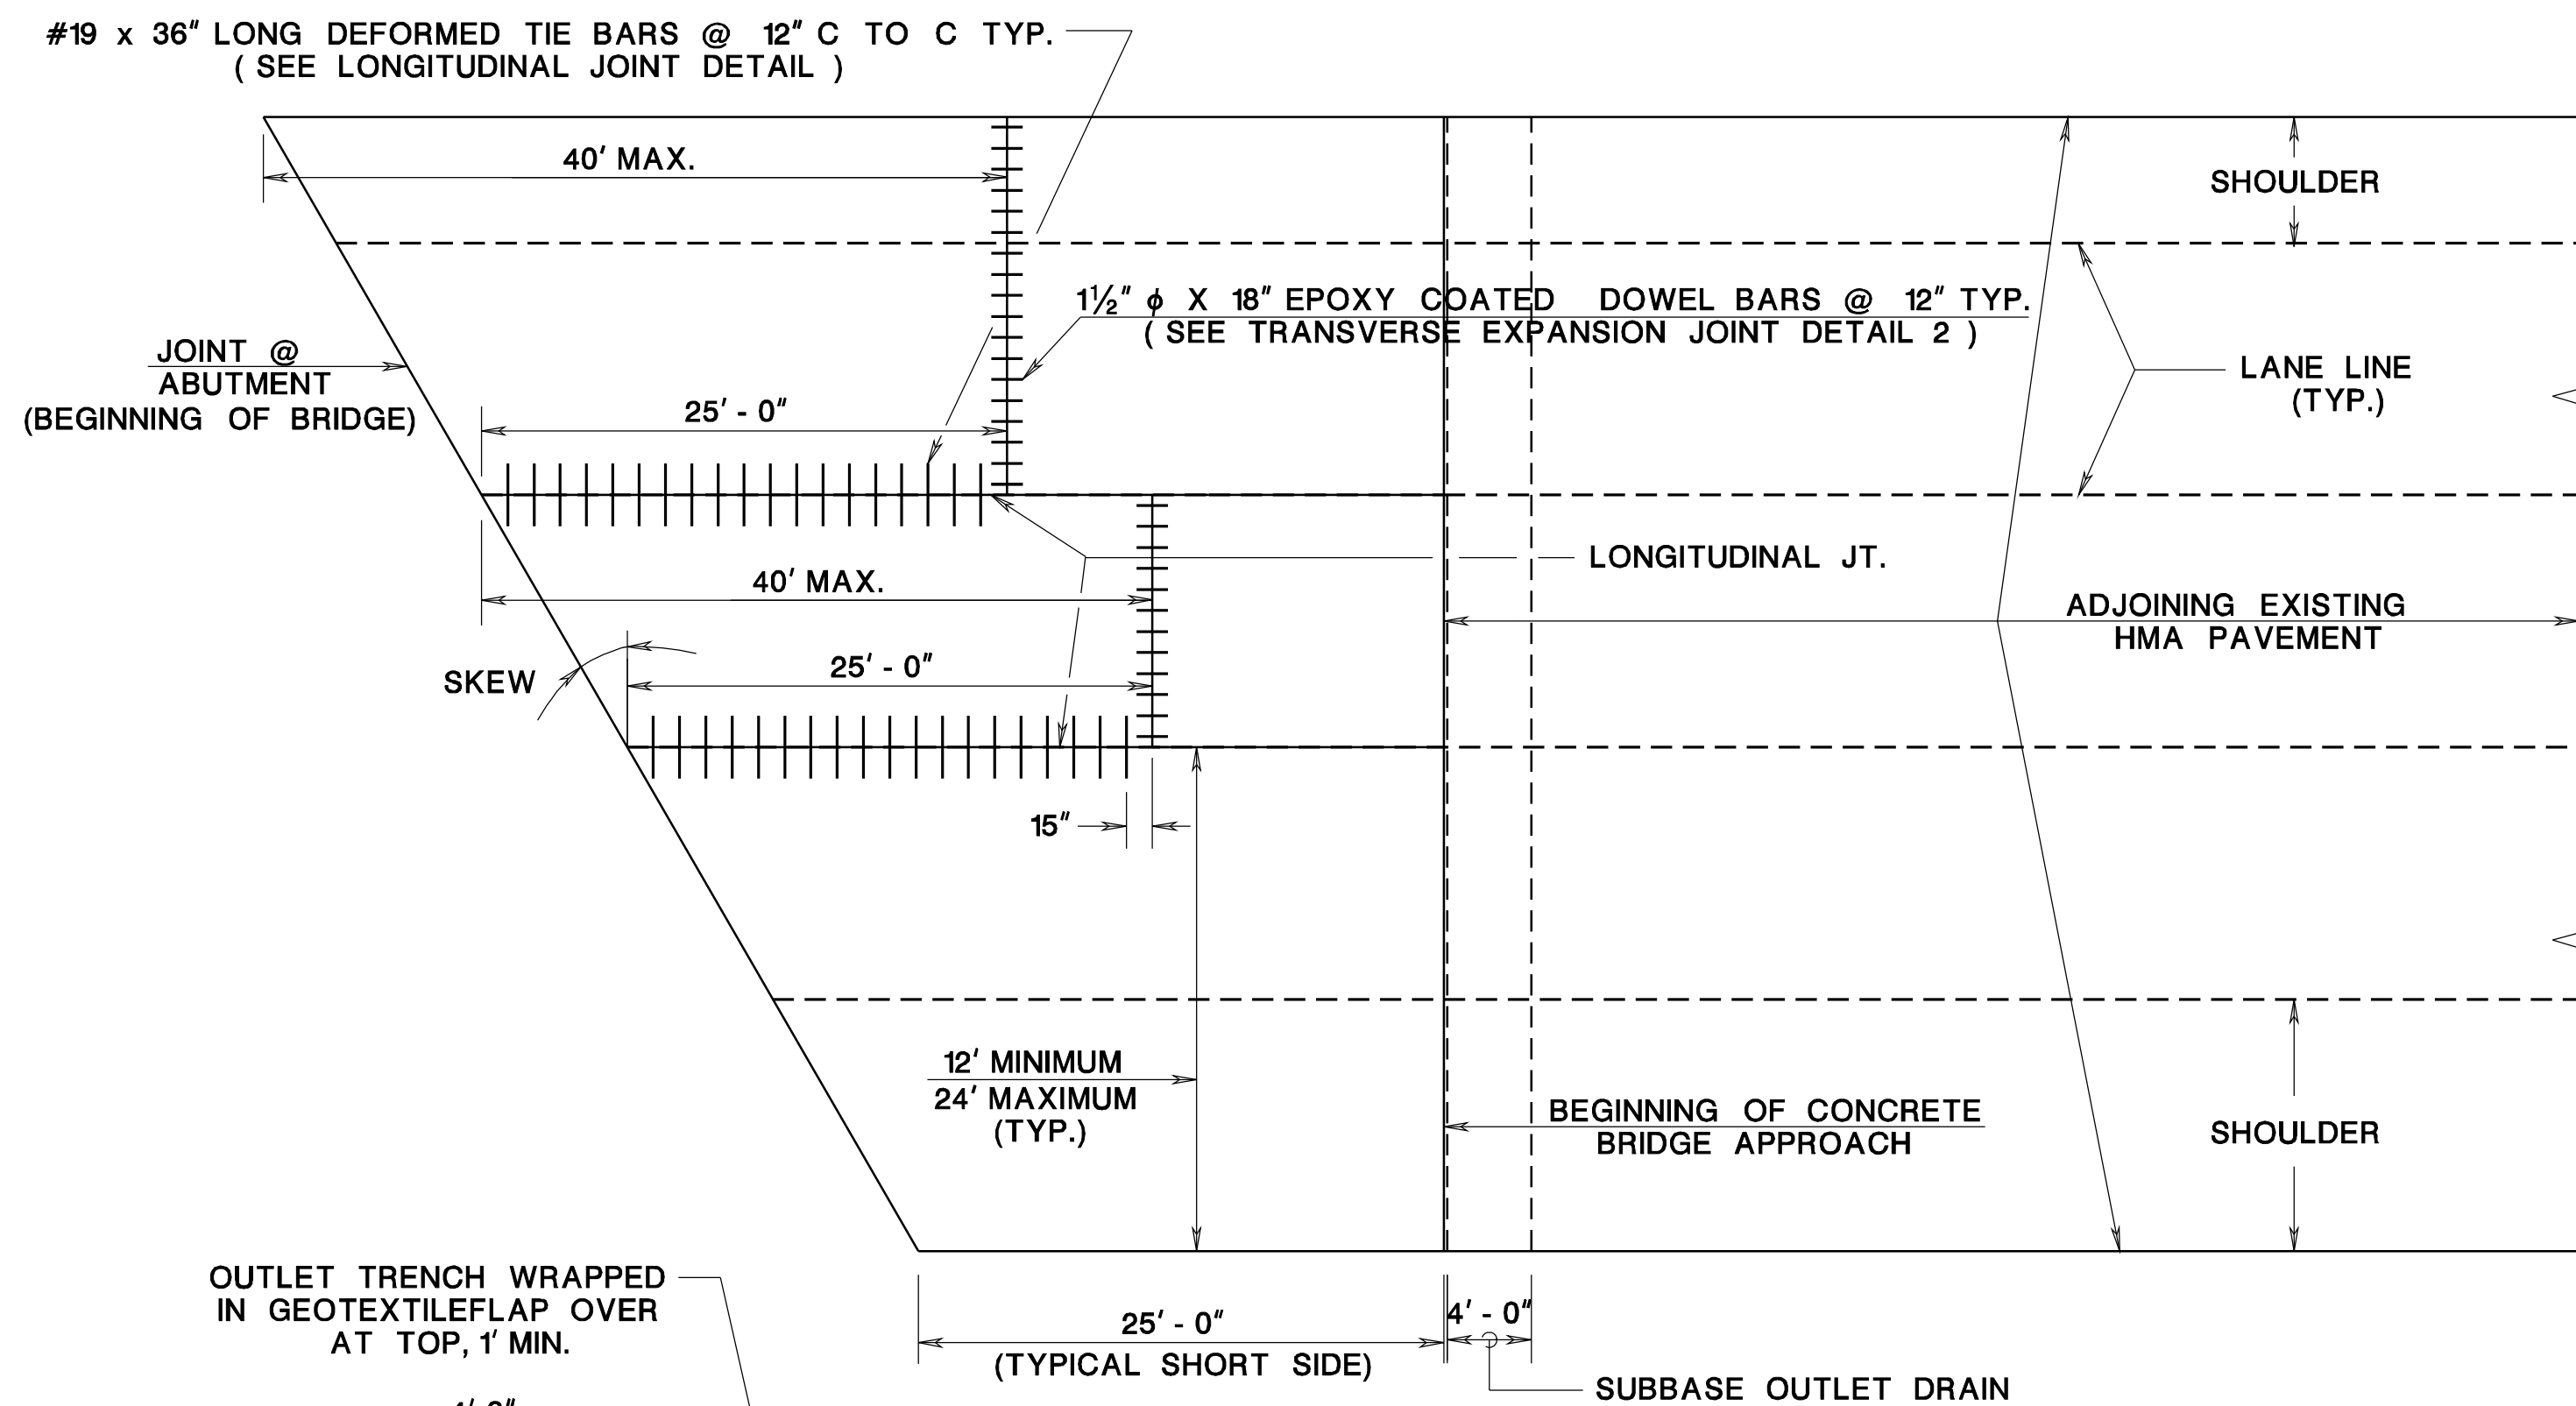 #19 x 36" LONG DEFORMED TIE BARS @ 12" C TO C TYP.
( SEE LONGITUDINAL JOINT DETAIL )
40' MAX.
SHOULDER
1½" ϕ X 18" EPOXY COATED DOWEL BARS @ 12" TYP.
( SEE TRANSVERSE EXPANSION JOINT DETAIL 2 )
JOINT @
ABUTMENT
(BEGINNING OF BRIDGE)
LANE LINE
(TYP.)
25' - 0"
LONGITUDINAL JT.
40' MAX.
ADJOINING EXISTING
HMA PAVEMENT
SKEW
25' - 0"
15"
12' MINIMUM
24' MAXIMUM
(TYP.)
BEGINNING OF CONCRETE
BRIDGE APPROACH
SHOULDER
OUTLET TRENCH WRAPPED
IN GEOTEXTILEFLAP OVER
AT TOP, 1' MIN.
25' - 0"
(TYPICAL SHORT SIDE)
4' - 0"
SUBBASE OUTLET DRAIN